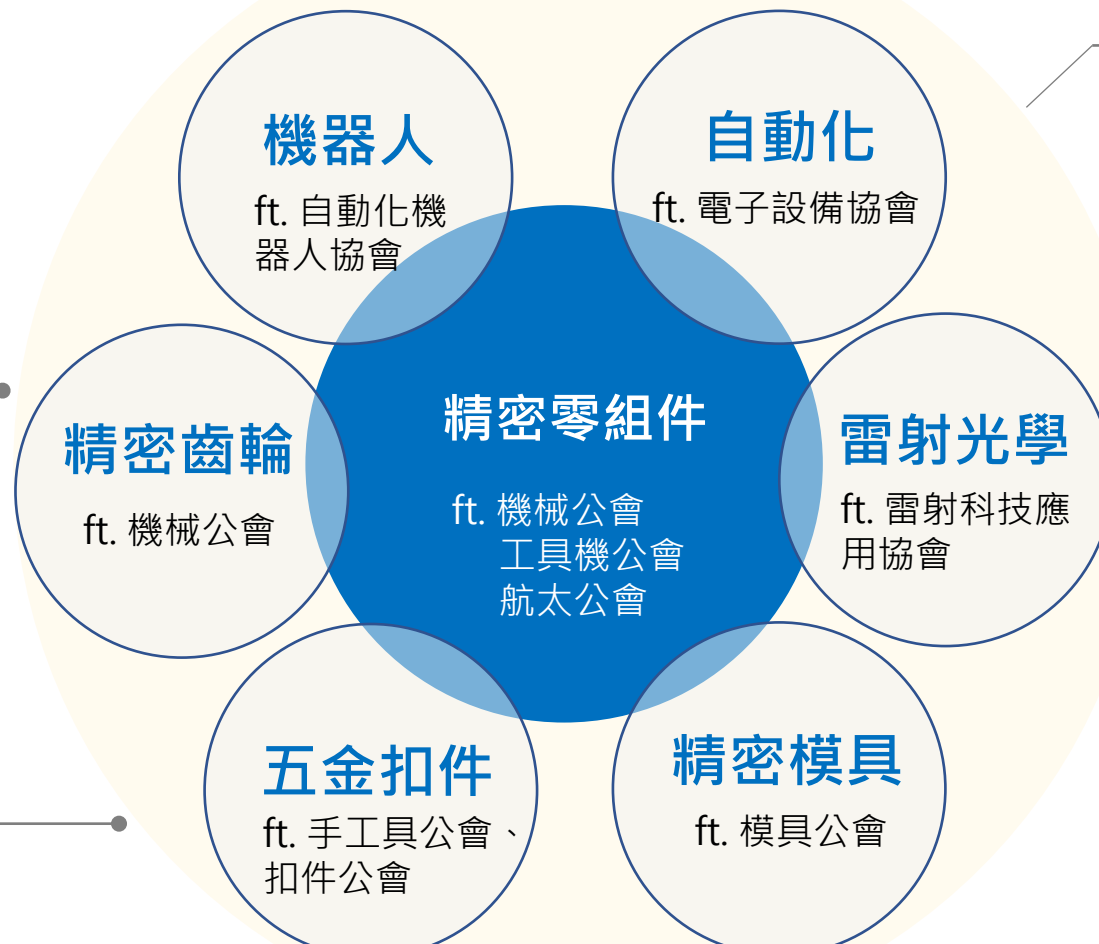 機器人
ft. 自動化機
器人協會
自動化
ft. 電子設備協會
精密齒輪
ft. 機械公會
精密零組件
ft. 機械公會
工具機公會
航太公會
雷射光學
ft. 雷射科技應
用協會
五金扣件
ft. 手工具公會、
扣件公會
精密模具
ft. 模具公會